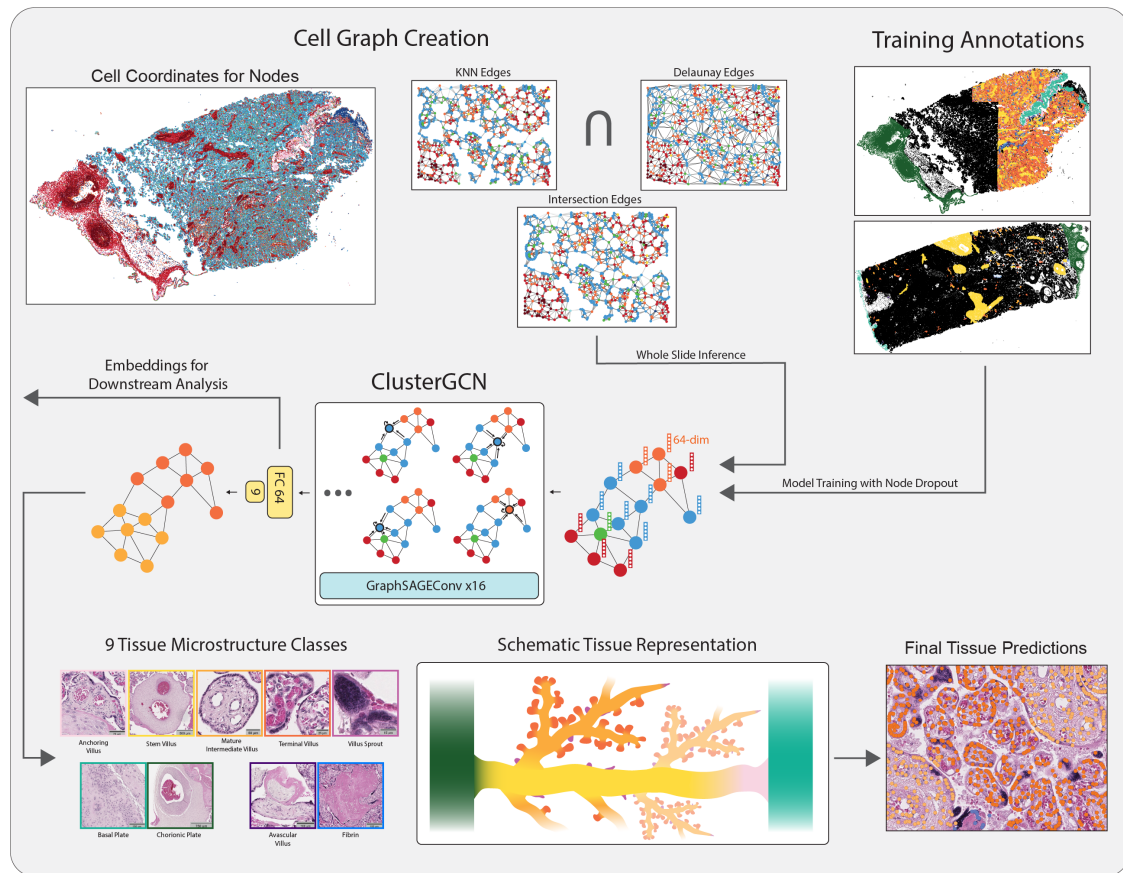 Cell Graph Creation
Training Annotations
Cell Coordinates for Nodes
KNN Edges
Delaunay Edges
∩
Intersection Edges
Whole Slide Inference
Embeddings for
Downstream Analysis
ClusterGCN
64-dim
Model Training with Node Dropout
FC 64
9
GraphSAGEConv x16
9 Tissue Microstructure Classes
Schematic Tissue Representation
Final Tissue Predictions
Anchoring
Villus
Stem Villus
Mature
Intermediate Villus
Terminal Villus
Villus Sprout
Basal Plate
Chorionic Plate
Avascular
Villus
Fibrin